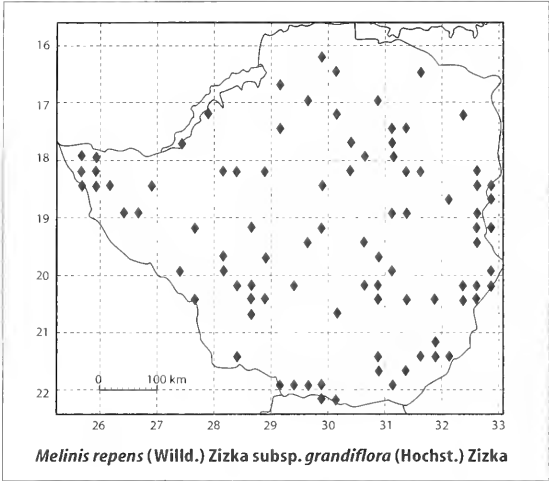 16
17
18
19
20
21
22
0 100 km
26 27 28 29 30 31 32 33
Melinis repens (Willd.) Zizka subsp. grandiflora (Hochst.) Zizka